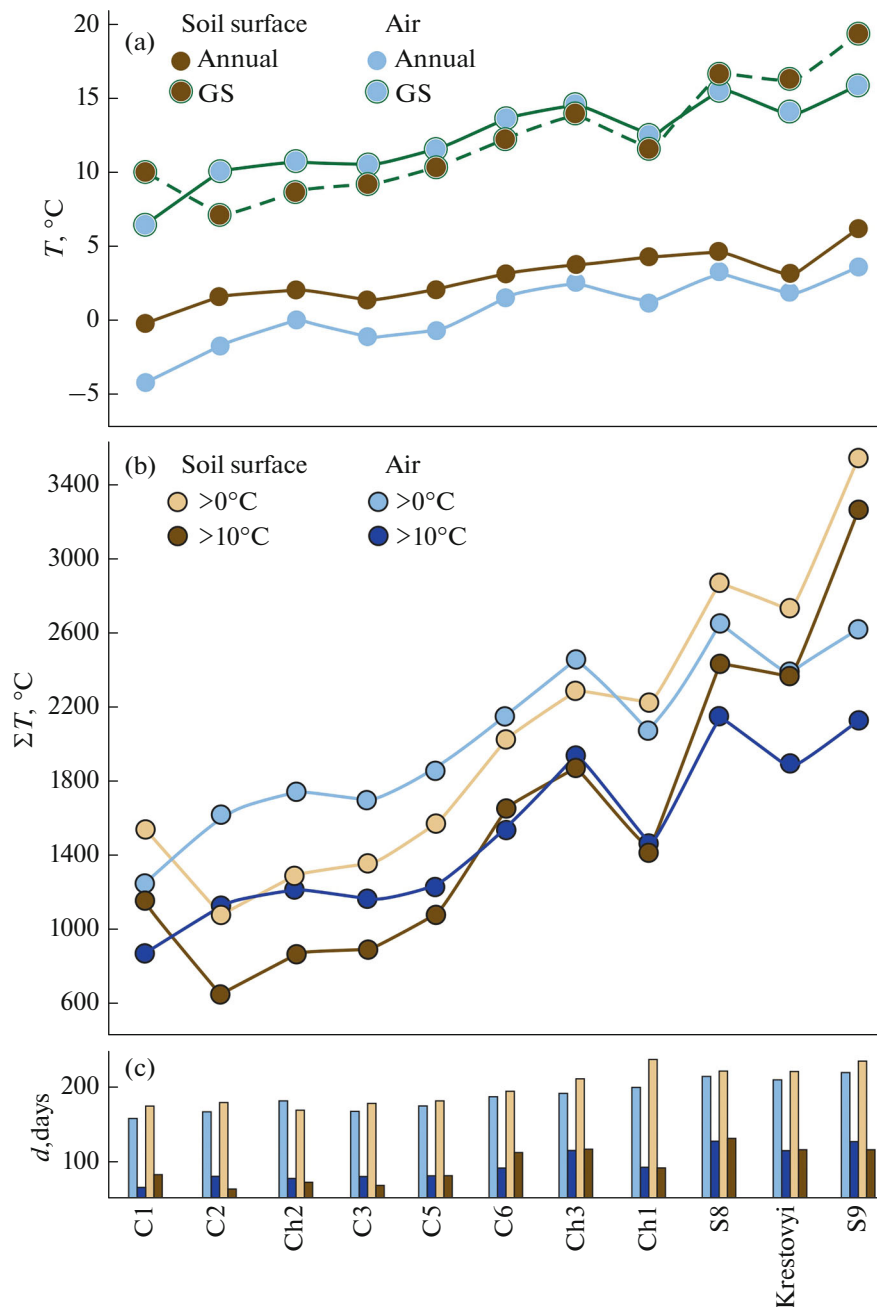 (a)
Soil surface Air
Annual Annual
GS GS
20
15
10
5
0
−5
T, °C
(b)
Soil surface Air
>0°C >0°C
>10°C >10°C
3400
3000
2600
2200
1800
1400
1000
600
ΣT, °C
(c)
200
100
d,days
C1 C2 Ch2 C3 C5 C6 Ch3 Ch1 S8 Krestovyi S9